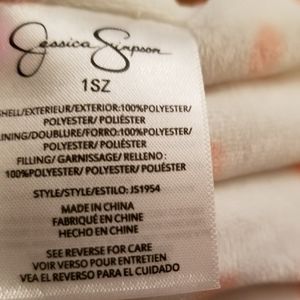 Jessica Simpson
1SZ
SHELL/EXTERIEUR/EXTERIOR:100%POLYESTER/
POLYESTER/ POLIÉSTER
LINING/DOUBLURE/FORRO:100%POLYESTER/
POLYESTER/ POLIÉSTER
FILLING/ GARNISSAGE/ RELLENO :
100%POLYESTER/ POLYESTER/ POLIÉSTER
STYLE/STYLE/ESTILO: JS1954
MADE IN CHINA
FABRIQUÉ EN CHINE
HECHO EN CHINE
SEE REVERSE FOR CARE
VOIR VERSO POUR ENTRETIEN
VEA EL REVERSO PARA EL CUIDADO